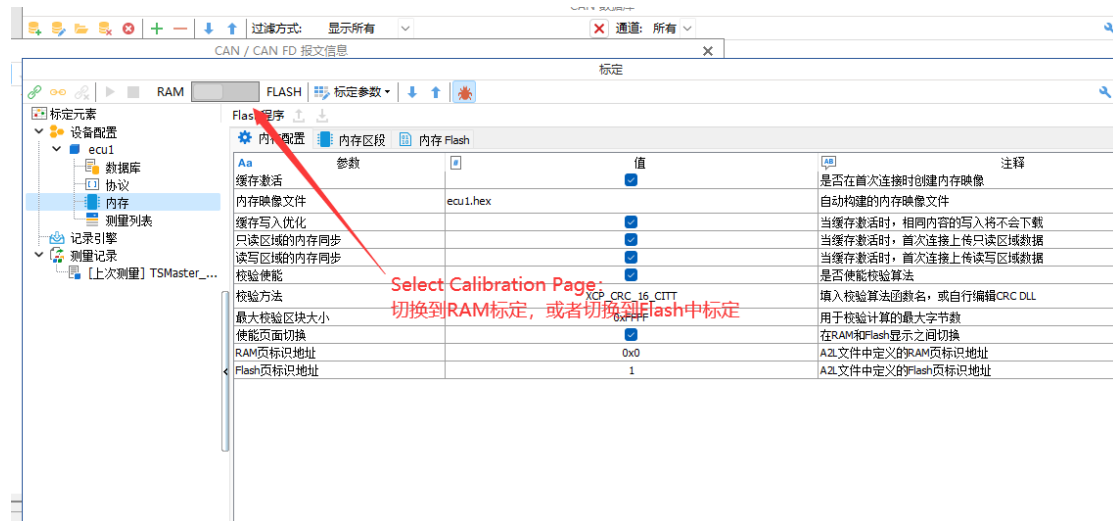 CAN 数据库
过滤方式: 显示所有 通道: 所有
CAN / CAN FD 报文信息
标定
RAM FLASH 标定参数
标定元素
设备配置
ecu1
数据库
协议
内存
测量列表
记录引擎
测量记录
[上次测量] TSMaster_...
Flash程序
内存配置 内存区段 内存 Flash
Aa 参数 # 值 AB 注释
缓存激活 是否在首次连接时创建内存映像
内存映像文件 ecu1.hex 自动构建的内存映像文件
缓存写入优化 当缓存激活时，相同内容的写入将不会下载
只读区域的内存同步 当缓存激活时，首次连接上传只读区域数据
读写区域的内存同步 当缓存激活时，首次连接上传读写区域数据
校验使能 是否使能校验算法
校验方法 XCP_CRC_16_CITT 填入校验算法函数名，或自行编辑CRC DLL
最大校验区块大小 0xFFFF 用于校验计算的最大字节数
使能页面切换 在RAM和Flash显示之间切换
RAM页标识地址 0x0 A2L文件中定义的RAM页标识地址
Flash页标识地址 1 A2L文件中定义的Flash页标识地址
Select Calibration Page:
切换到RAM标定，或者切换到Flash中标定